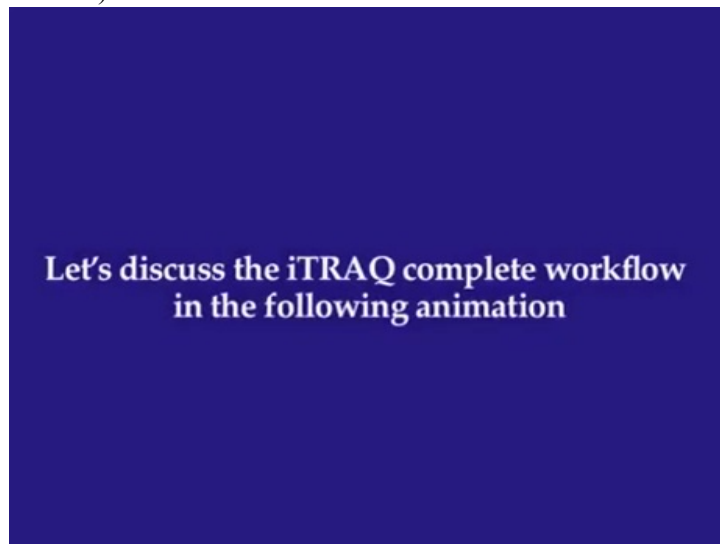 Let's discuss the iTRAQ complete workflow
in the following animation